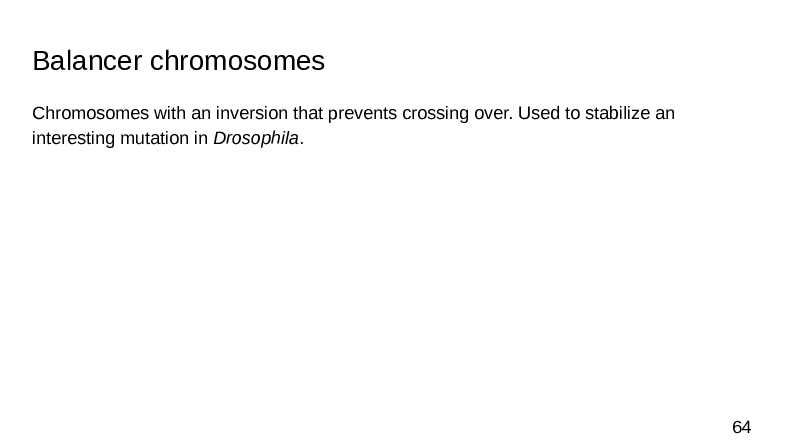 Balancer chromosomes
Chromosomes with an inversion that prevents crossing over. Used to stabilize an
interesting mutation in Drosophila.
64